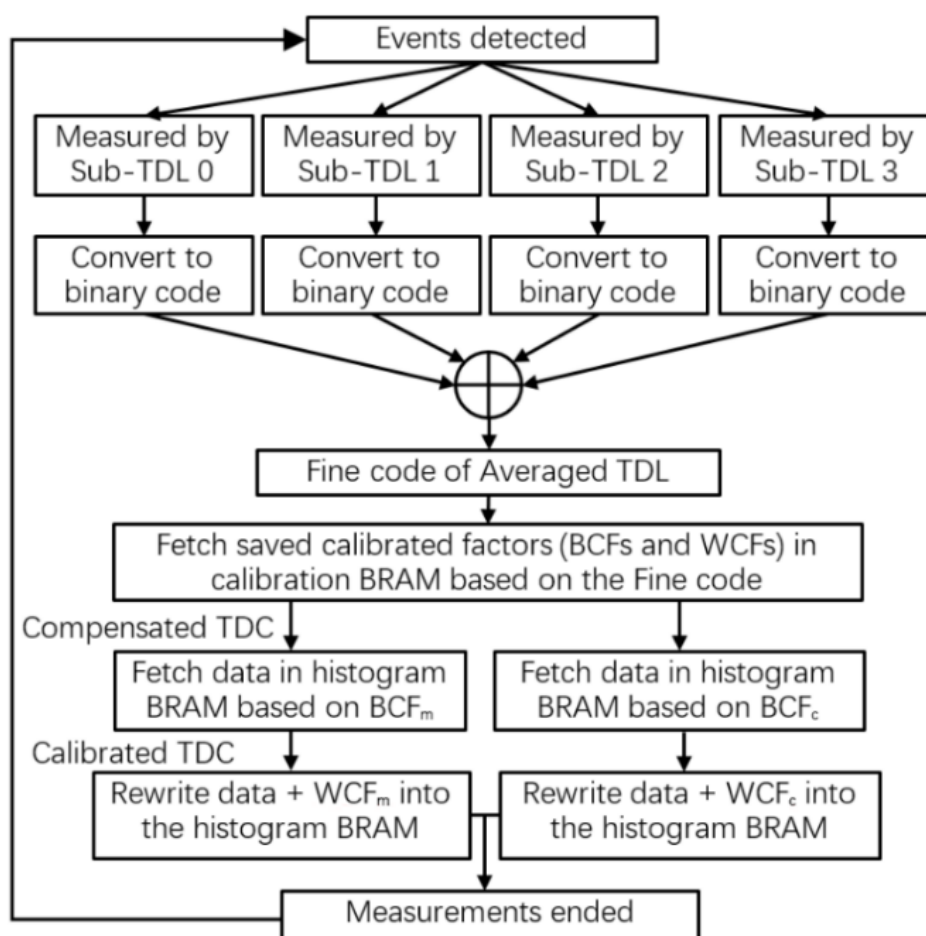 Events detected
Measured by
Sub-TDL 0
Measured by
Sub-TDL 1
Measured by
Sub-TDL 2
Measured by
Sub-TDL 3
Convert to
binary code
Convert to
binary code
Convert to
binary code
Convert to
binary code
Fine code of Averaged TDL
Fetch saved calibrated factors (BCFs and WCFs) in
calibration BRAM based on the Fine code
Compensated TDC
Fetch data in histogram
BRAM based on BCFₘ
Fetch data in histogram
BRAM based on BCF꜀
Calibrated TDC
Rewrite data + WCFₘ into
the histogram BRAM
Rewrite data + WCF꜀ into
the histogram BRAM
Measurements ended